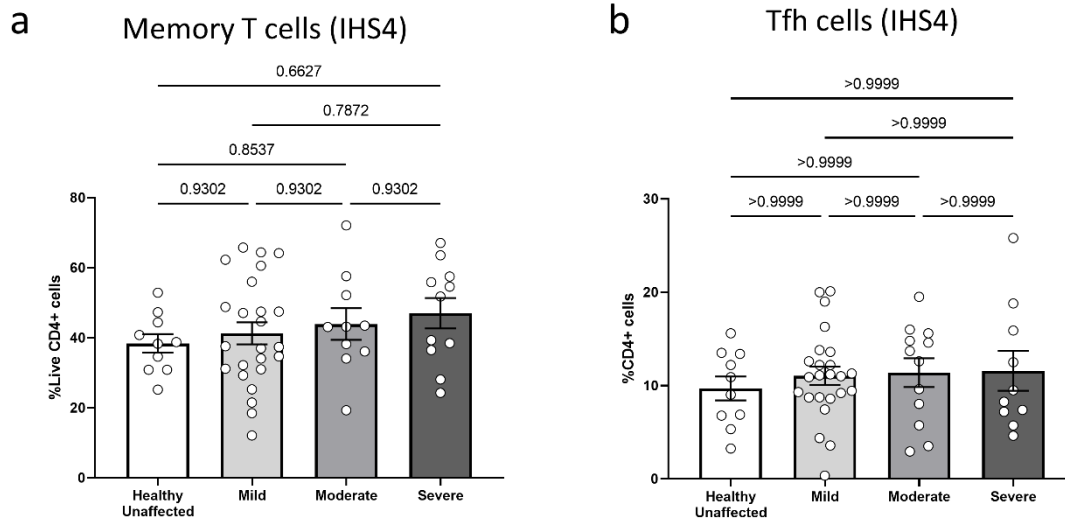 a
Memory T cells (IHS4)
0.6627
0.7872
0.8537
0.9302
0.9302
0.9302
%Live CD4+ cells
80
60
40
20
0
Healthy
Unaffected
Mild
Moderate
Severe
b
Tfh cells (IHS4)
>0.9999
>0.9999
>0.9999
>0.9999
>0.9999
>0.9999
%CD4+ cells
30
20
10
0
Healthy
Unaffected
Mild
Moderate
Severe